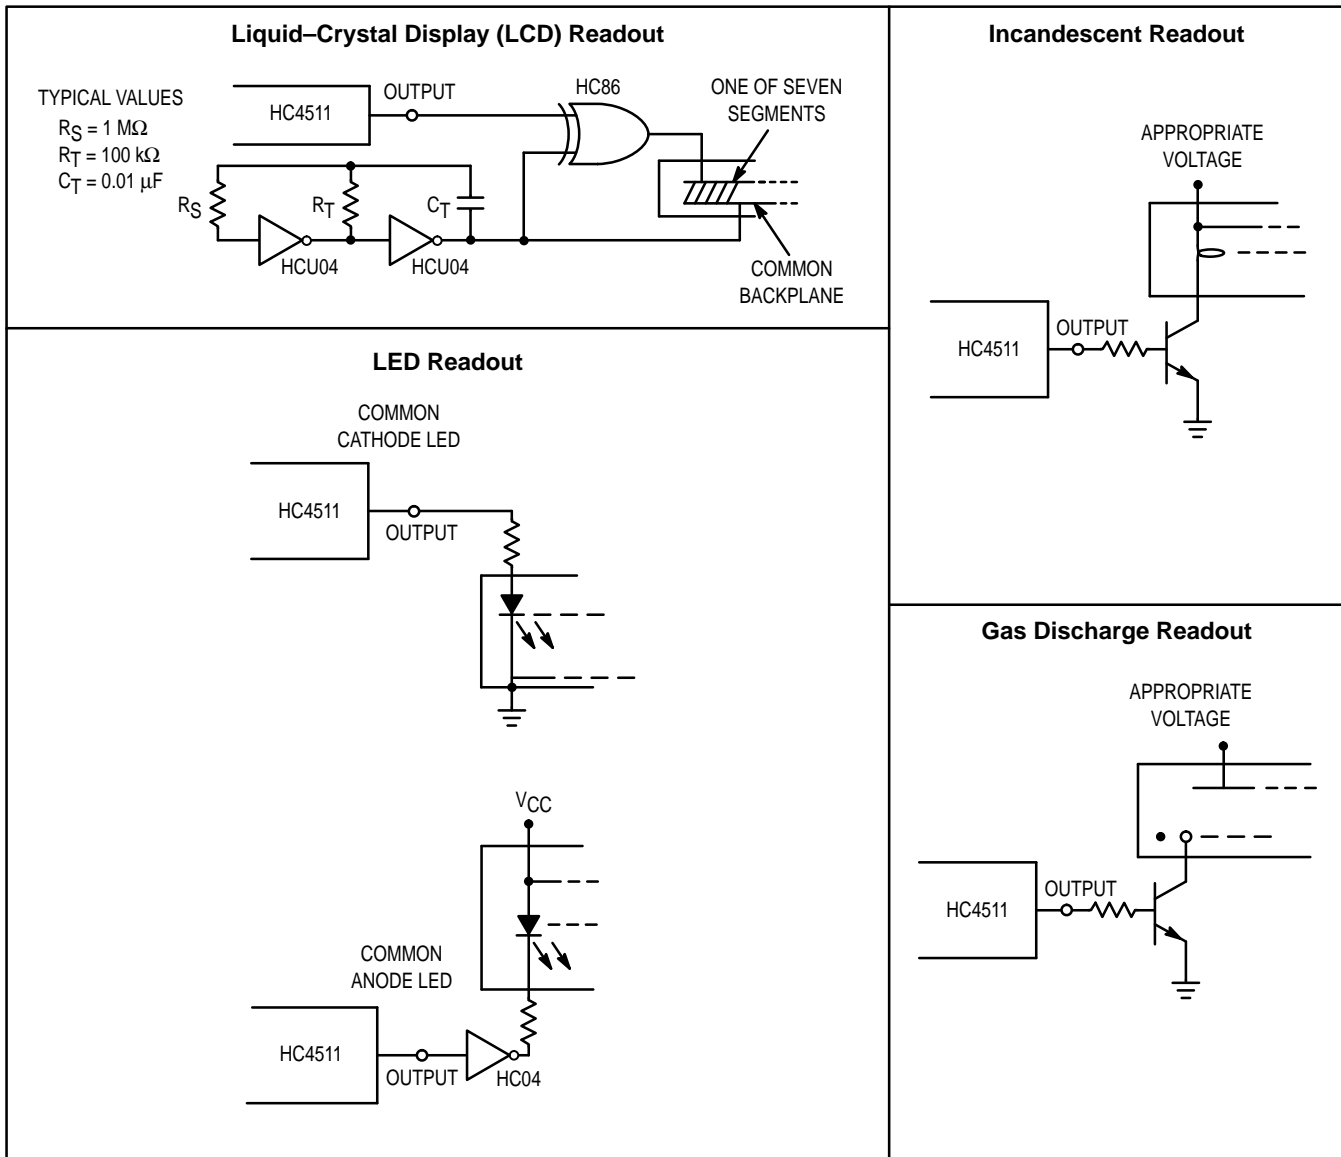 Liquid–Crystal Display (LCD) Readout
TYPICAL VALUES
RS = 1 MΩ
RT = 100 kΩ
CT = 0.01 µF
HC4511
OUTPUT
HC86
ONE OF SEVEN
SEGMENTS
RS
RT
CT
HCU04
HCU04
COMMON
BACKPLANE
Incandescent Readout
APPROPRIATE
VOLTAGE
HC4511
OUTPUT
LED Readout
COMMON
CATHODE LED
HC4511
OUTPUT
VCC
COMMON
ANODE LED
HC4511
OUTPUT
HC04
Gas Discharge Readout
APPROPRIATE
VOLTAGE
HC4511
OUTPUT